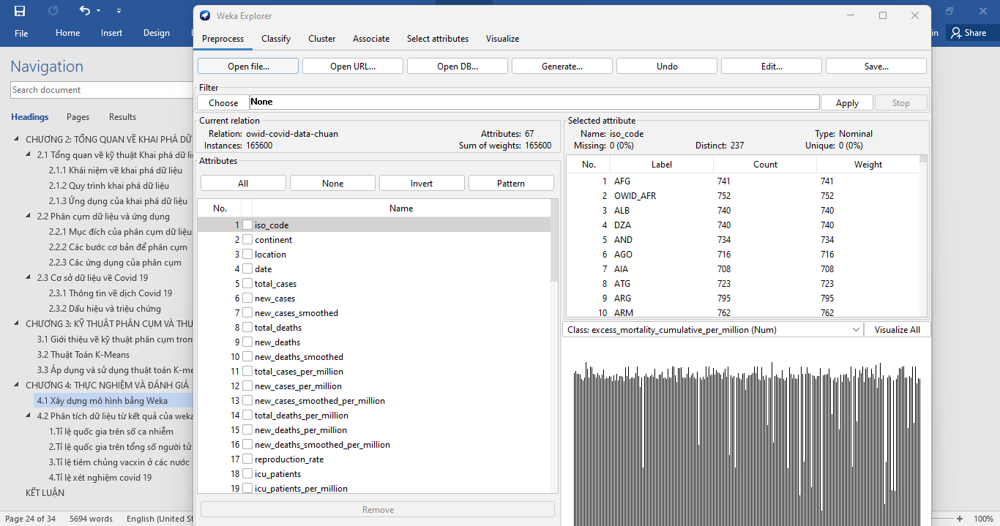 Weka Explorer
File Home Insert Design
Share
Preprocess Classify Cluster Associate Select attributes Visualize
Open file... Open URL... Open DB... Generate... Undo Edit... Save...
Filter
Choose None Apply Stop
Navigation
Search document
Headings Pages Results
CHƯƠNG 2: TỔNG QUAN VỀ KHAI PHÁ DỮ
2.1 Tổng quan về kỹ thuật Khai phá dữ
2.1.1 Khái niệm về khai phá dữ liệu
2.1.2 Quy trình khai phá dữ liệu
2.1.3 Ứng dụng của khai phá dữ liệu
2.2 Phân cụm dữ liệu và ứng dụng
2.2.1 Mục đích của phân cụm dữ liệu
2.2.2 Các bước cơ bản để phân cụm
2.2.3 Các ứng dụng của phân cụm
2.3 Cơ sở dữ liệu về Covid 19
2.3.1 Thông tin về dịch Covid 19
2.3.2 Dấu hiệu và triệu chứng
CHƯƠNG 3: KỸ THUẬT PHÂN CỤM VÀ THU
3.1 Giới thiệu về kỹ thuật phân cụm tron
3.2 Thuật Toán K-Means
3.3 Áp dụng và sử dụng thuật toán K-me
CHƯƠNG 4: THỰC NGHIỆM VÀ ĐÁNH GIÁ
4.1 Xây dựng mô hình bằng Weka
4.2 Phân tích dữ liệu từ kết quả của weka
1.Tỉ lệ quốc gia trên số ca nhiễm
2.Tỉ lệ quốc gia trên tổng số người tử
3.Tỉ lệ tiêm chủng vacxin ở các nước
4.Tỉ lệ xét nghiệm covid 19
KẾT LUẬN
Current relation
Relation: owid-covid-data-chuan Attributes: 67
Instances: 165600 Sum of weights: 165600
Attributes
All None Invert Pattern
No. Name
1 iso_code
2 continent
3 location
4 date
5 total_cases
6 new_cases
7 new_cases_smoothed
8 total_deaths
9 new_deaths
10 new_deaths_smoothed
11 total_cases_per_million
12 new_cases_per_million
13 new_cases_smoothed_per_million
14 total_deaths_per_million
15 new_deaths_per_million
16 new_deaths_smoothed_per_million
17 reproduction_rate
18 icu_patients
19 icu_patients_per_million
Remove
Selected attribute
Name: iso_code Type: Nominal
Missing: 0 (0%) Distinct: 237 Unique: 0 (0%)
No. Label Count Weight
1 AFG 741 741
2 OWID_AFR 752 752
3 ALB 740 740
4 DZA 740 740
5 AND 734 734
6 AGO 716 716
7 AIA 708 708
8 ATG 723 723
9 ARG 795 795
10 ARM 762 762
Class: excess_mortality_cumulative_per_million (Num) Visualize All
Page 24 of 34 5694 words English (United St
100%